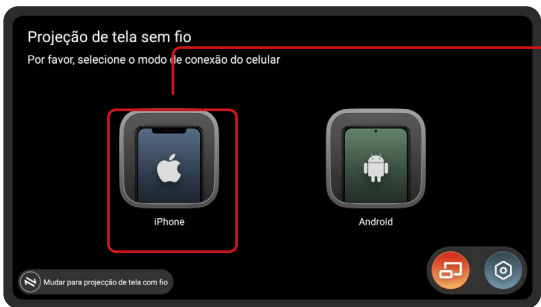 Projeção de tela sem fio
Por favor, selecione o modo de conexão do celular
iPhone
Android
Mudar para projecção de tela com fio